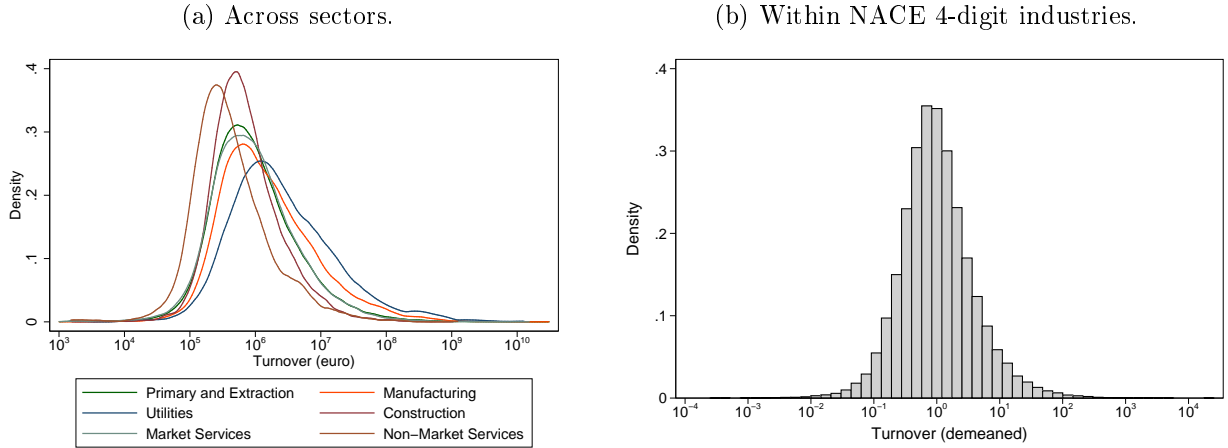 (a) Across sectors.
.4
.3
.2
.1
0
Density
10³ 10⁴ 10⁵ 10⁶ 10⁷ 10⁸ 10⁹ 10¹⁰
Turnover (euro)
Primary and Extraction Manufacturing
Utilities Construction
Market Services Non−Market Services
(b) Within NACE 4-digit industries.
.4
.3
.2
.1
0
Density
10⁻⁴ 10⁻³ 10⁻² 10⁻¹ 10⁰ 10¹ 10² 10³ 10⁴
Turnover (demeaned)